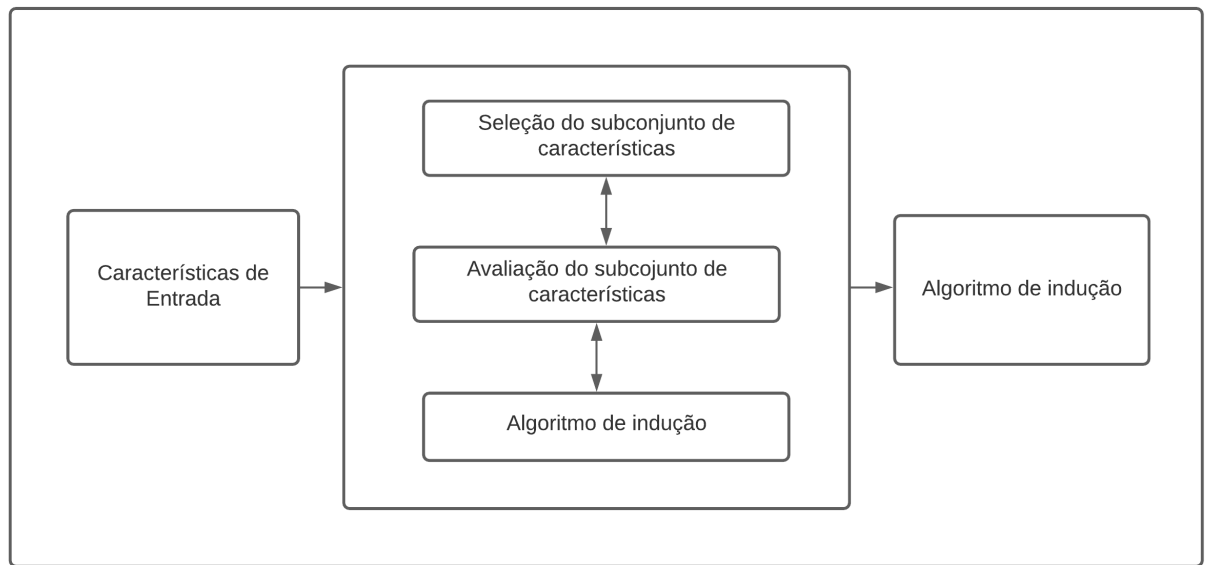 Seleção do subconjunto de
características
Características de
Entrada
Avaliação do subcojunto de
características
Algoritmo de indução
Algoritmo de indução